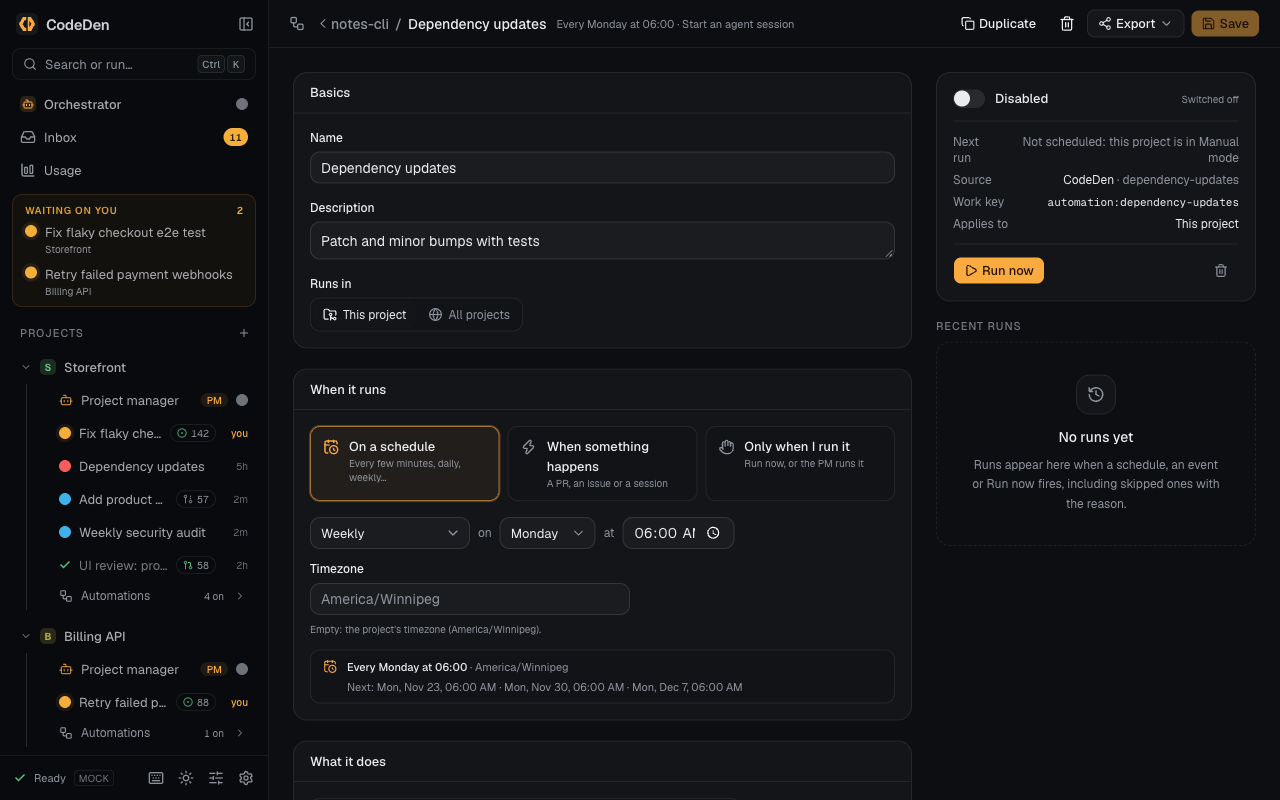 CodeDen
Search or run… Ctrl K
Orchestrator
Inbox 11
Usage
WAITING ON YOU 2
Fix flaky checkout e2e test
Storefront
Retry failed payment webhooks
Billing API
PROJECTS
S Storefront
Project manager PM
Fix flaky che… 142 you
Dependency updates 5h
Add product … 57 2m
Weekly security audit 2m
UI review: pro… 58 2h
Automations 4 on
B Billing API
Project manager PM
Retry failed p… 88 you
Automations 1 on
Ready MOCK
notes-cli / Dependency updates Every Monday at 06:00 · Start an agent session
Duplicate
Export
Save
Basics
Name
Dependency updates
Description
Patch and minor bumps with tests
Runs in
This project All projects
When it runs
On a schedule
Every few minutes, daily,
weekly…
When something
happens
A PR, an issue or a session
Only when I run it
Run now, or the PM runs it
Weekly on Monday at 06:00
Timezone
America/Winnipeg
Empty: the project's timezone (America/Winnipeg).
Every Monday at 06:00 · America/Winnipeg
Next: Mon, Nov 23, 06:00 AM · Mon, Nov 30, 06:00 AM · Mon, Dec 7, 06:00 AM
What it does
Disabled Switched off
Next run
Not scheduled: this project is in Manual
mode
Source CodeDen · dependency-updates
Work key automation:dependency-updates
Applies to This project
Run now
RECENT RUNS
No runs yet
Runs appear here when a schedule, an event
or Run now fires, including skipped ones with
the reason.